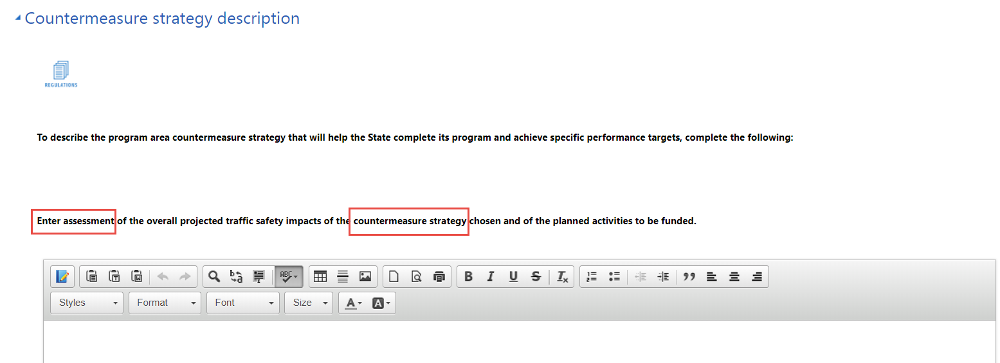 Countermeasure strategy description
REGULATIONS
To describe the program area countermeasure strategy that will help the State complete its program and achieve specific performance targets, complete the following:
Enter assessment of the overall projected traffic safety impacts of the countermeasure strategy chosen and of the planned activities to be funded.
ABC
B I U S Tx
Styles Format Font Size A A